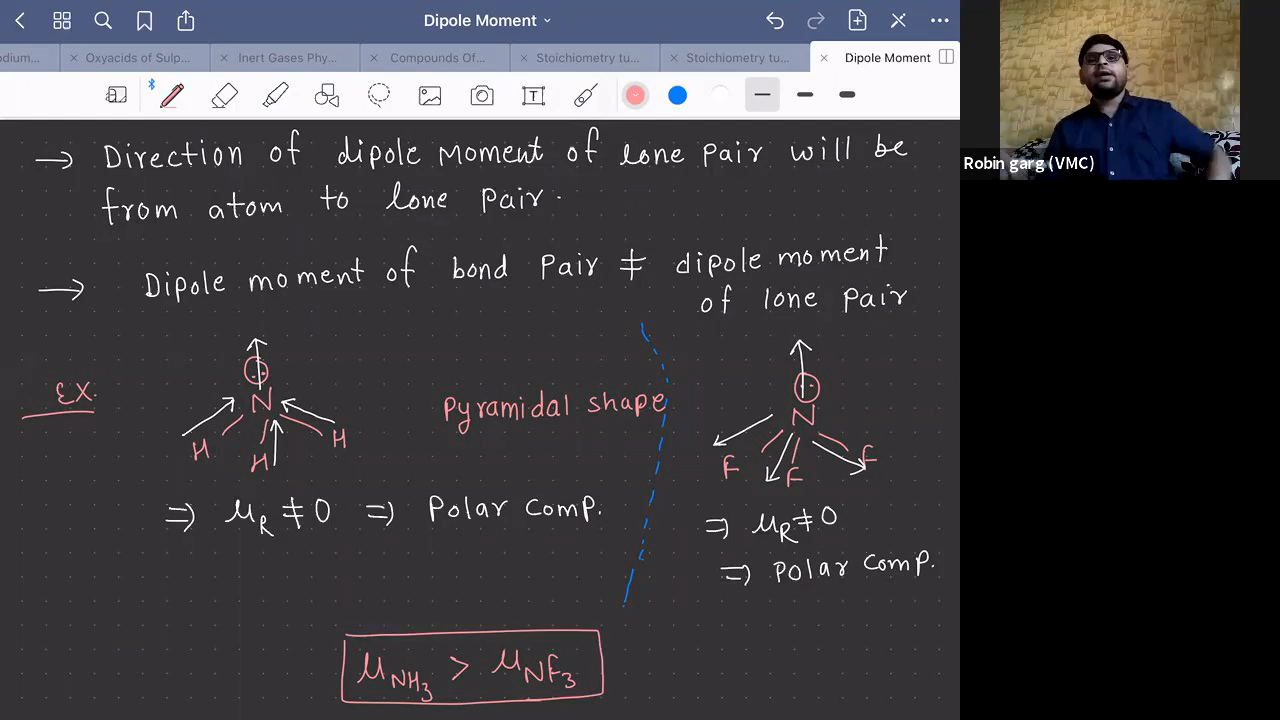 Dipole Moment
odium...
Oxyacids of Sulp...
Inert Gases Phy...
Compounds Of...
Stoichiometry tu...
Stoichiometry tu...
Dipole Moment
T
Robin garg (VMC)
→ Direction of dipole Moment of lone pair will be
from atom to lone pair.
→ Dipole moment of bond Pair ≠ dipole moment
of lone pair
EX.
N
H
H
H
pyramidal shape
N
F
F
F
⇒ μR ≠ 0 ⇒ Polar comp.
⇒ μR ≠ 0
⇒ Polar comp.
μNH3 > μNF3